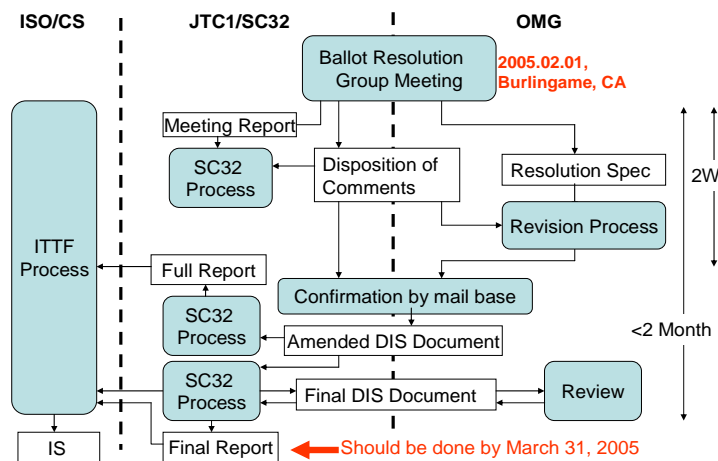 ISO/CS
JTC1/SC32
OMG
Ballot Resolution
Group Meeting
2005.02.01,
Burlingame, CA
Meeting Report
SC32
Process
Disposition of
Comments
Resolution Spec
2W
Revision Process
ITTF
Process
Full Report
Confirmation by mail base
SC32
Process
Amended DIS Document
<2 Month
SC32
Process
Final DIS Document
Review
IS
Final Report
Should be done by March 31, 2005